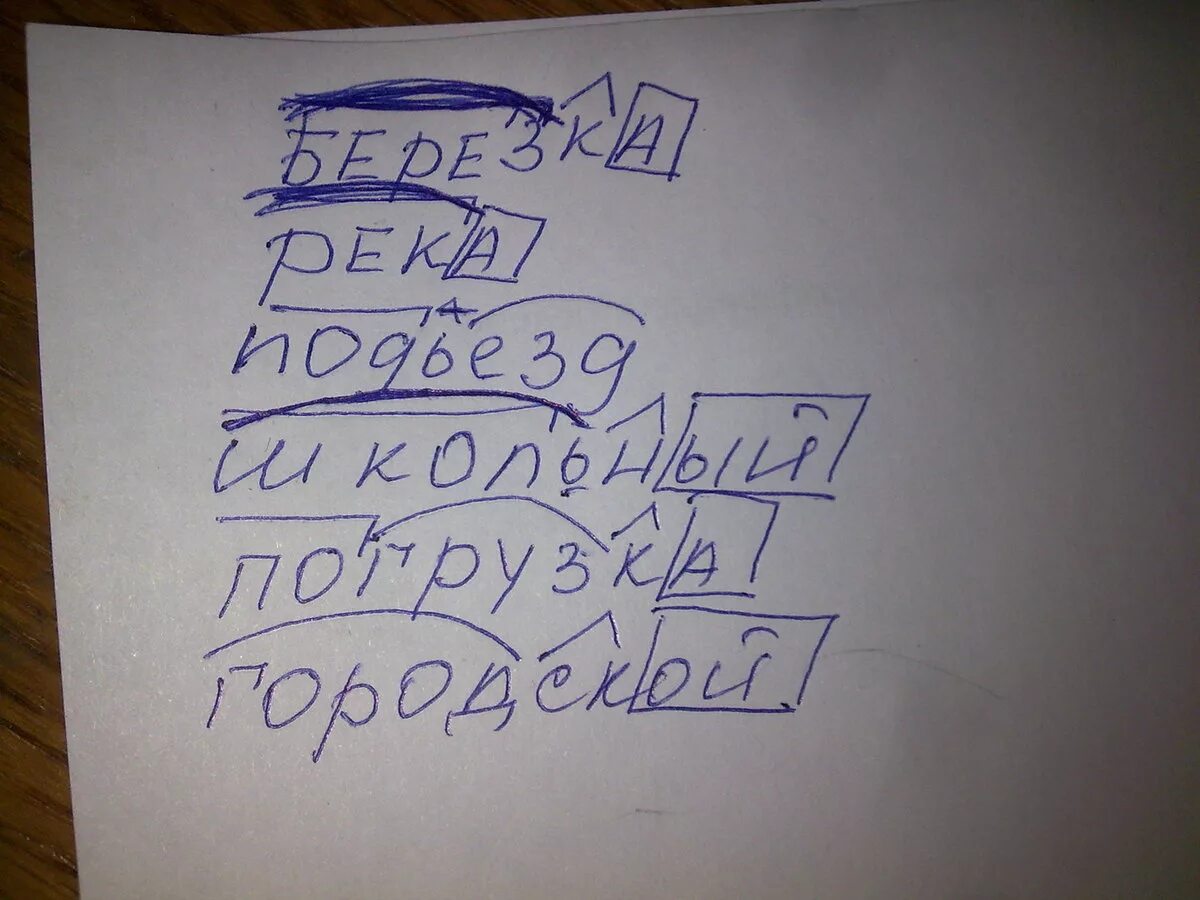 БЕРЕЗКА
РЕКА
подъезд
школьный
погрузка
городской